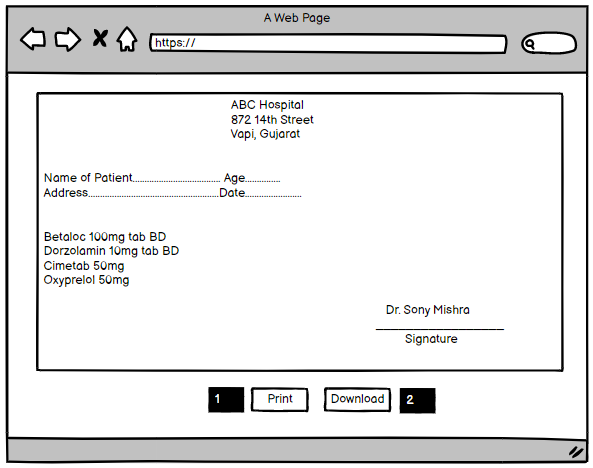 A Web Page
https://
ABC Hospital
872 14th Street
Vapi, Gujarat
Name of Patient.................................... Age..............
Address.....................................................Date.......................
Betaloc 100mg tab BD
Dorzolamin 10mg tab BD
Cimetab 50mg
Oxyprelol 50mg
Dr. Sony Mishra
____________________
Signature
1 Print Download 2